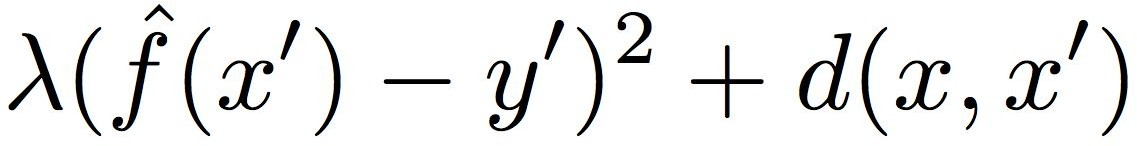 λ(f̂(x′) − y′)² + d(x, x′)